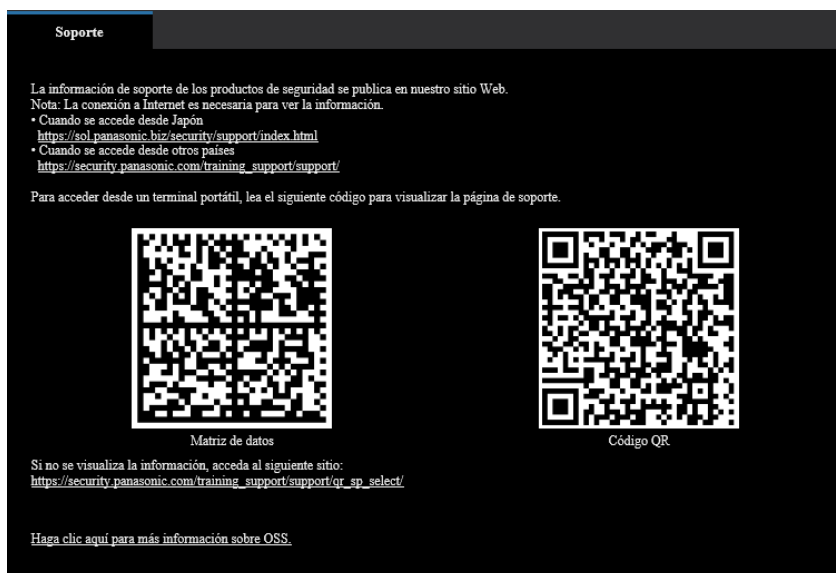 Soporte
La información de soporte de los productos de seguridad se publica en nuestro sitio Web.
Nota: La conexión a Internet es necesaria para ver la información.
• Cuando se accede desde Japón
https://sol.panasonic.biz/security/support/index.html
• Cuando se accede desde otros países
https://security.panasonic.com/training_support/support/
Para acceder desde un terminal portátil, lea el siguiente código para visualizar la página de soporte.
Matriz de datos
Código QR
Si no se visualiza la información, acceda al siguiente sitio:
https://security.panasonic.com/training_support/support/qr_sp_select/
Haga clic aquí para más información sobre OSS.